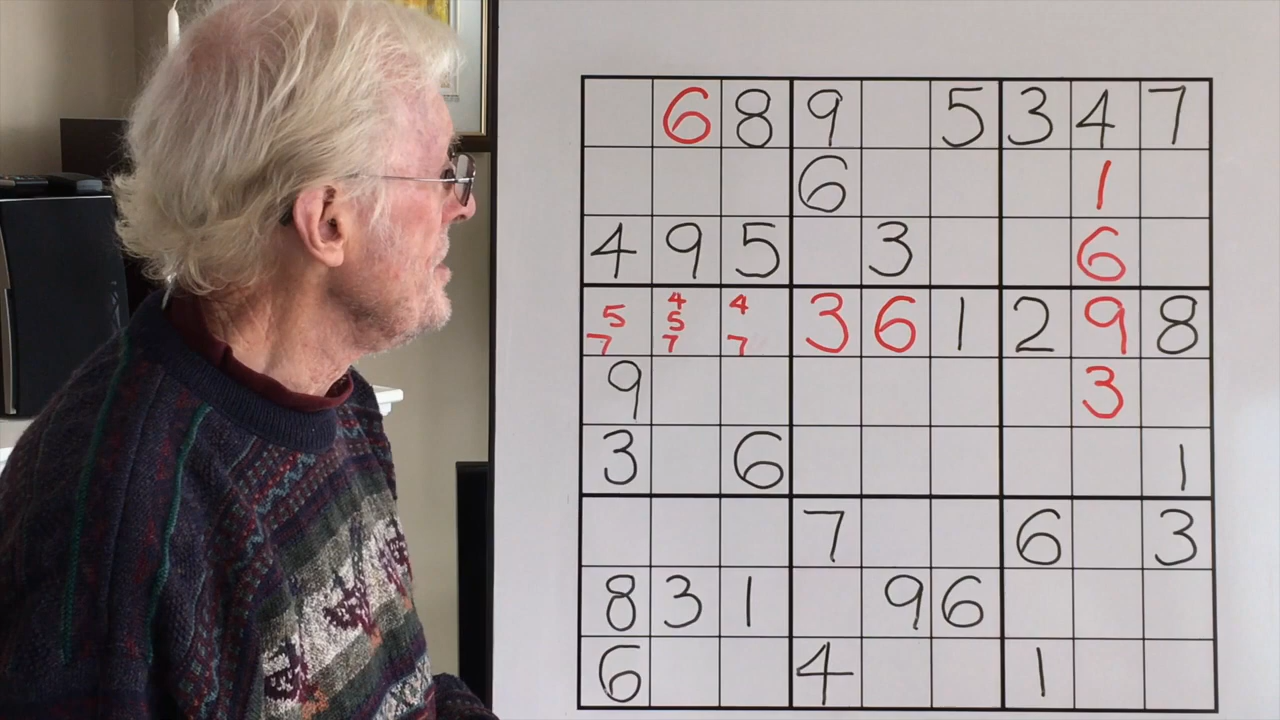 6 8 9 5 3 4 7
6 1
4 9 5 3 6
5 7 4 5 7 4 7 3 6 1 2 9 8
9 3
3 6 1
7 6 3
8 3 1 9 6
6 4 1